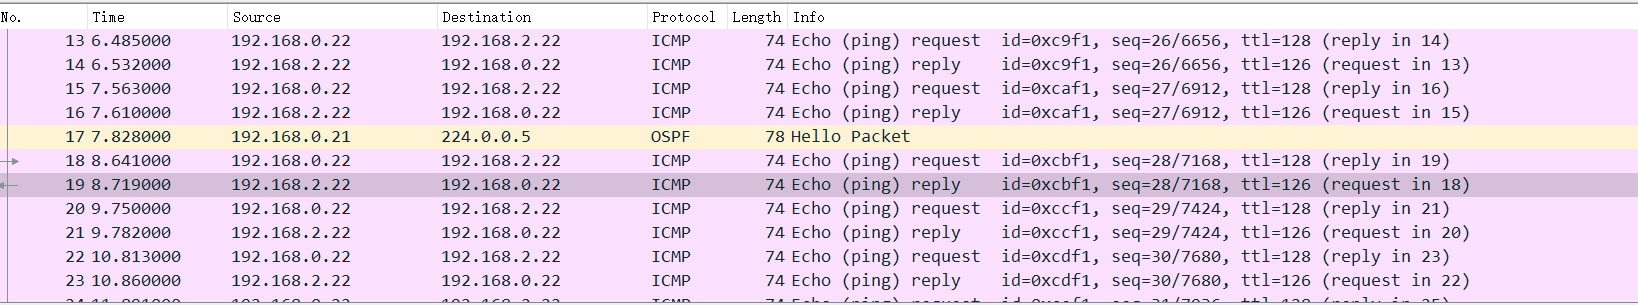 No. Time Source Destination Protocol Length Info
13 6.485000 192.168.0.22 192.168.2.22 ICMP 74 Echo (ping) request id=0xc9f1, seq=26/6656, ttl=128 (reply in 14)
14 6.532000 192.168.2.22 192.168.0.22 ICMP 74 Echo (ping) reply id=0xc9f1, seq=26/6656, ttl=126 (request in 13)
15 7.563000 192.168.0.22 192.168.2.22 ICMP 74 Echo (ping) request id=0xcaf1, seq=27/6912, ttl=128 (reply in 16)
16 7.610000 192.168.2.22 192.168.0.22 ICMP 74 Echo (ping) reply id=0xcaf1, seq=27/6912, ttl=126 (request in 15)
17 7.828000 192.168.0.21 224.0.0.5 OSPF 78 Hello Packet
18 8.641000 192.168.0.22 192.168.2.22 ICMP 74 Echo (ping) request id=0xcbf1, seq=28/7168, ttl=128 (reply in 19)
19 8.719000 192.168.2.22 192.168.0.22 ICMP 74 Echo (ping) reply id=0xcbf1, seq=28/7168, ttl=126 (request in 18)
20 9.750000 192.168.0.22 192.168.2.22 ICMP 74 Echo (ping) request id=0xccf1, seq=29/7424, ttl=128 (reply in 21)
21 9.782000 192.168.2.22 192.168.0.22 ICMP 74 Echo (ping) reply id=0xccf1, seq=29/7424, ttl=126 (request in 20)
22 10.813000 192.168.0.22 192.168.2.22 ICMP 74 Echo (ping) request id=0xcdf1, seq=30/7680, ttl=128 (reply in 23)
23 10.860000 192.168.2.22 192.168.0.22 ICMP 74 Echo (ping) reply id=0xcdf1, seq=30/7680, ttl=126 (request in 22)